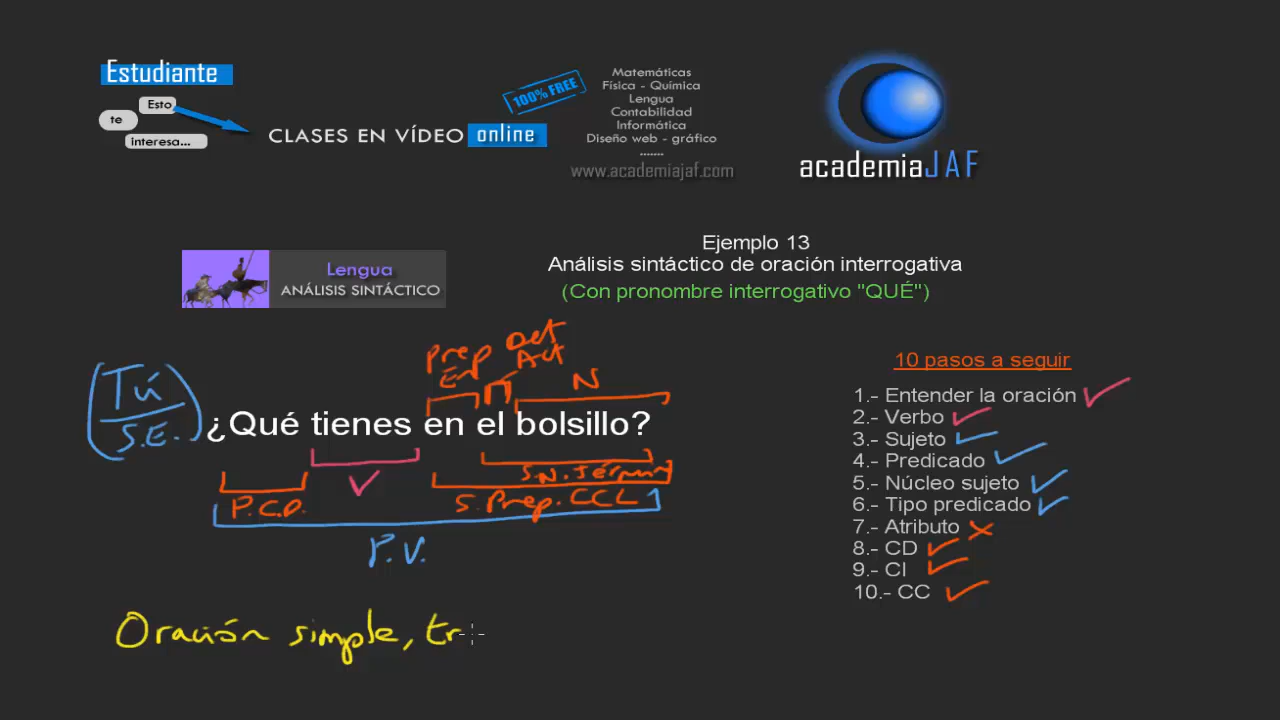 Estudiante
Esto
te
interesa...
CLASES EN VÍDEO online
100% FREE
Matemáticas
Física - Química
Lengua
Contabilidad
Informática
Diseño web - gráfico
.......
www.academiajaf.com
academiaJAF
Lengua
ANÁLISIS SINTÁCTICO
Ejemplo 13
Análisis sintáctico de oración interrogativa
(Con pronombre interrogativo "QUÉ")
Prep
En
Act
N
(Tú
S.E.)
¿Qué tienes en el bolsillo?
S.N. Término
P.C.D.
S. Prep. CCL
P.V.
Oración simple, tr
10 pasos a seguir
1.- Entender la oración
2.- Verbo
3.- Sujeto
4.- Predicado
5.- Núcleo sujeto
6.- Tipo predicado
7.- Atributo
8.- CD
9.- CI
10.- CC